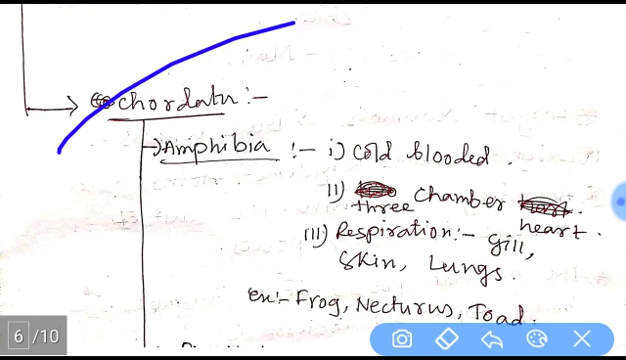 chordata :-
Amphibia :- i) Cold blooded .
ii) three Chamber heart .
iii) Respiration :- gill,
Skin, Lungs.
ex:- Frog, Necturus, Toad.
6 /10